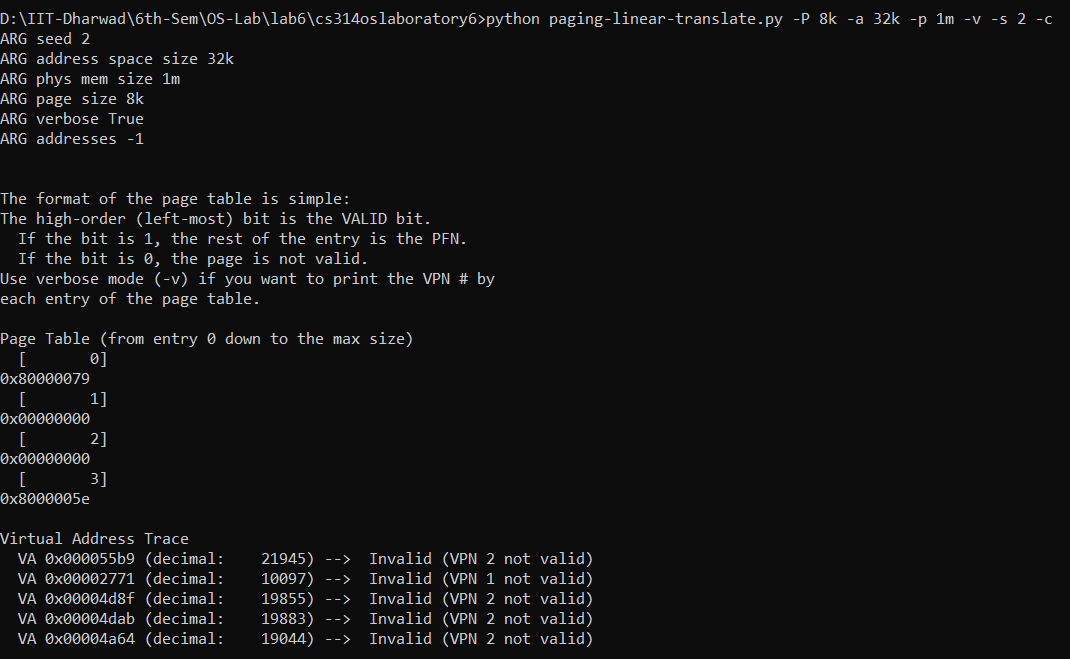 D:\IIT-Dharwad\6th-Sem\OS-Lab\lab6\cs314oslaboratory6>python paging-linear-translate.py -P 8k -a 32k -p 1m -v -s 2 -c
ARG seed 2
ARG address space size 32k
ARG phys mem size 1m
ARG page size 8k
ARG verbose True
ARG addresses -1
The format of the page table is simple:
The high-order (left-most) bit is the VALID bit.
  If the bit is 1, the rest of the entry is the PFN.
  If the bit is 0, the page is not valid.
Use verbose mode (-v) if you want to print the VPN # by
each entry of the page table.
Page Table (from entry 0 down to the max size)
  [       0]
0x80000079
  [       1]
0x00000000
  [       2]
0x00000000
  [       3]
0x8000005e
Virtual Address Trace
  VA 0x000055b9 (decimal:    21945) -->  Invalid (VPN 2 not valid)
  VA 0x00002771 (decimal:    10097) -->  Invalid (VPN 1 not valid)
  VA 0x00004d8f (decimal:    19855) -->  Invalid (VPN 2 not valid)
  VA 0x00004dab (decimal:    19883) -->  Invalid (VPN 2 not valid)
  VA 0x00004a64 (decimal:    19044) -->  Invalid (VPN 2 not valid)